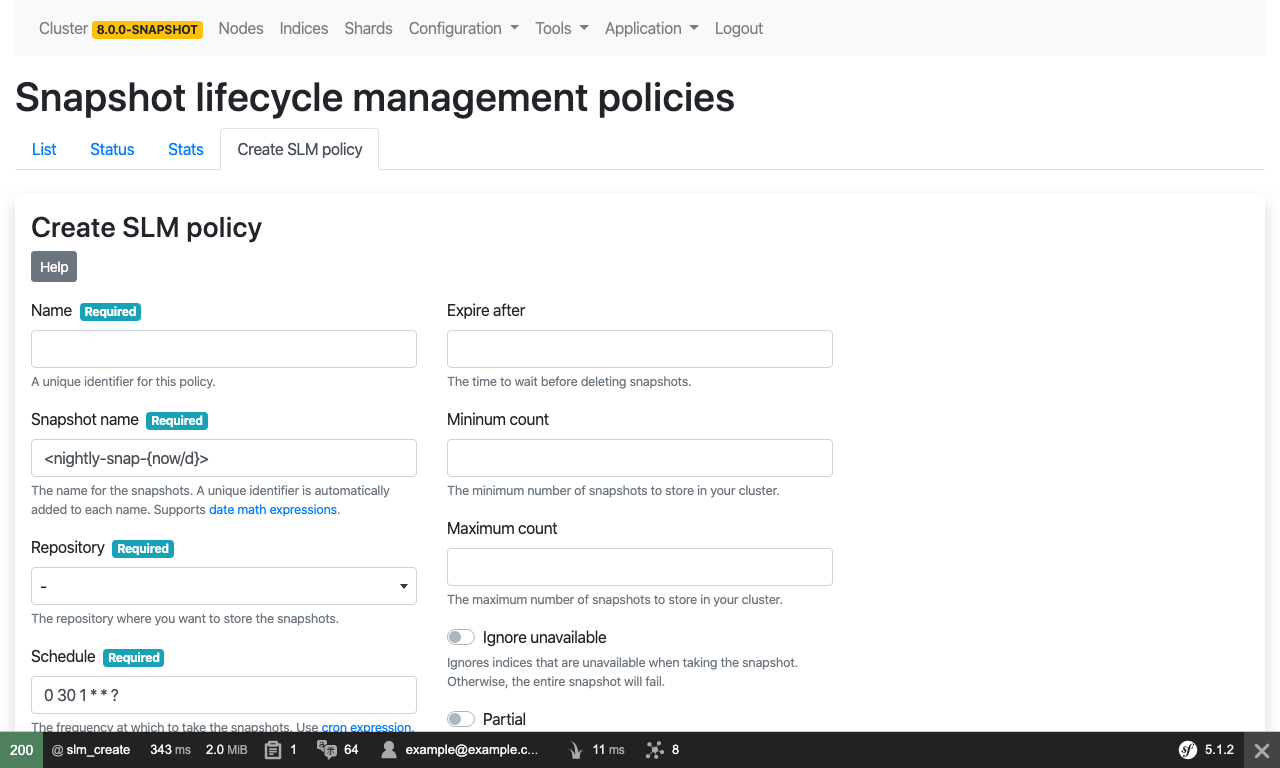 Cluster 8.0.0-SNAPSHOT Nodes Indices Shards Configuration Tools Application Logout
Snapshot lifecycle management policies
List Status Stats Create SLM policy
Create SLM policy
Help
Name Required
A unique identifier for this policy.
Snapshot name Required
<nightly-snap-{now/d}>
The name for the snapshots. A unique identifier is automatically
added to each name. Supports date math expressions.
Repository Required
-
The repository where you want to store the snapshots.
Schedule Required
0 30 1 * * ?
The frequency at which to take the snapshots. Use cron expression.
Expire after
The time to wait before deleting snapshots.
Mininum count
The minimum number of snapshots to store in your cluster.
Maximum count
The maximum number of snapshots to store in your cluster.
Ignore unavailable
Ignores indices that are unavailable when taking the snapshot.
Otherwise, the entire snapshot will fail.
Partial
200 @ slm_create 343 ms 2.0 MiB 1 64 example@example.c... 11 ms 8 sf 5.1.2